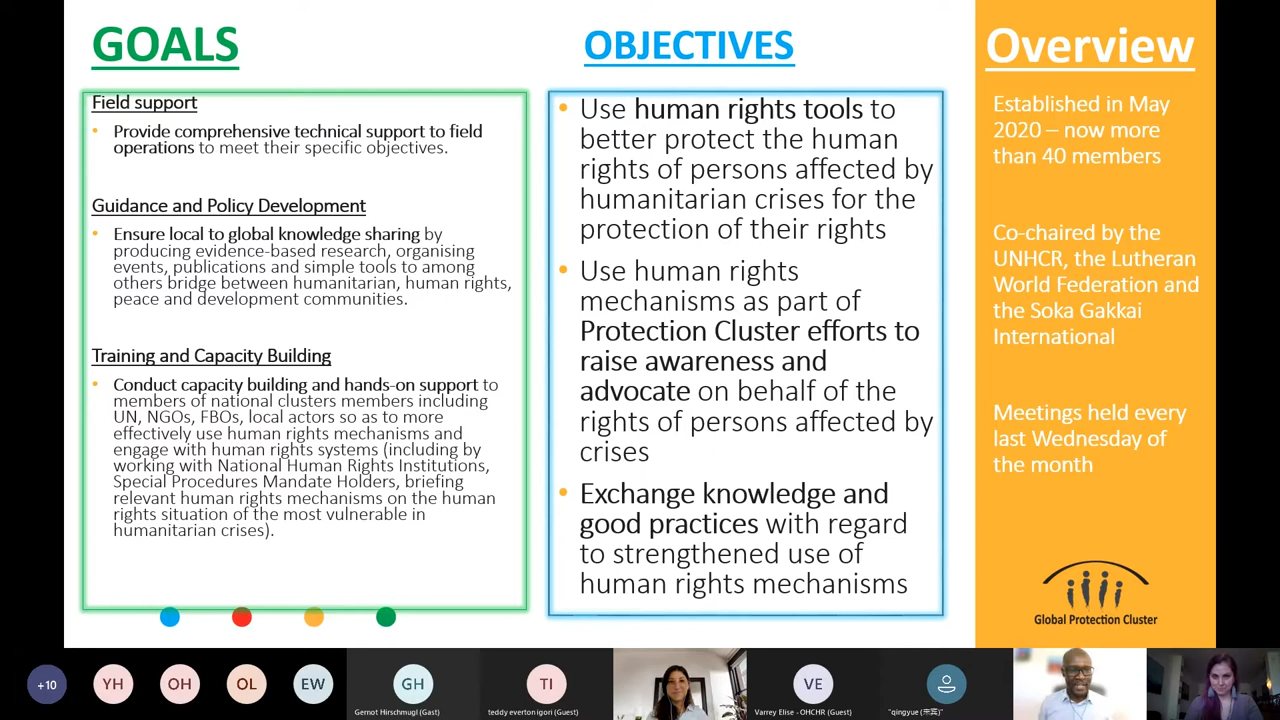 GOALS
Field support
• Provide comprehensive technical support to field
operations to meet their specific objectives.
Guidance and Policy Development
• Ensure local to global knowledge sharing by
producing evidence-based research, organising
events, publications and simple tools to among
others bridge between humanitarian, human rights,
peace and development communities.
Training and Capacity Building
• Conduct capacity building and hands-on support to
members of national clusters members including
UN, NGOs, FBOs, local actors so as to more
effectively use human rights mechanisms and
engage with human rights systems (including by
working with National Human Rights Institutions,
Special Procedures Mandate Holders, briefing
relevant human rights mechanisms on the human
rights situation of the most vulnerable in
humanitarian crises).
OBJECTIVES
• Use human rights tools to
better protect the human
rights of persons affected by
humanitarian crises for the
protection of their rights
• Use human rights
mechanisms as part of
Protection Cluster efforts to
raise awareness and
advocate on behalf of the
rights of persons affected by
crises
• Exchange knowledge and
good practices with regard
to strengthened use of
human rights mechanisms
Overview
Established in May
2020 – now more
than 40 members
Co-chaired by the
UNHCR, the Lutheran
World Federation and
the Soka Gakkai
International
Meetings held every
last Wednesday of
the month
Global Protection Cluster
+10
YH
OH
OL
EW
GH
Gernot Hirschmugl (Gast)
TI
teddy everton igori (Guest)
VE
Varrey Elise - OHCHR (Guest)
"qingyue (宋宾)"